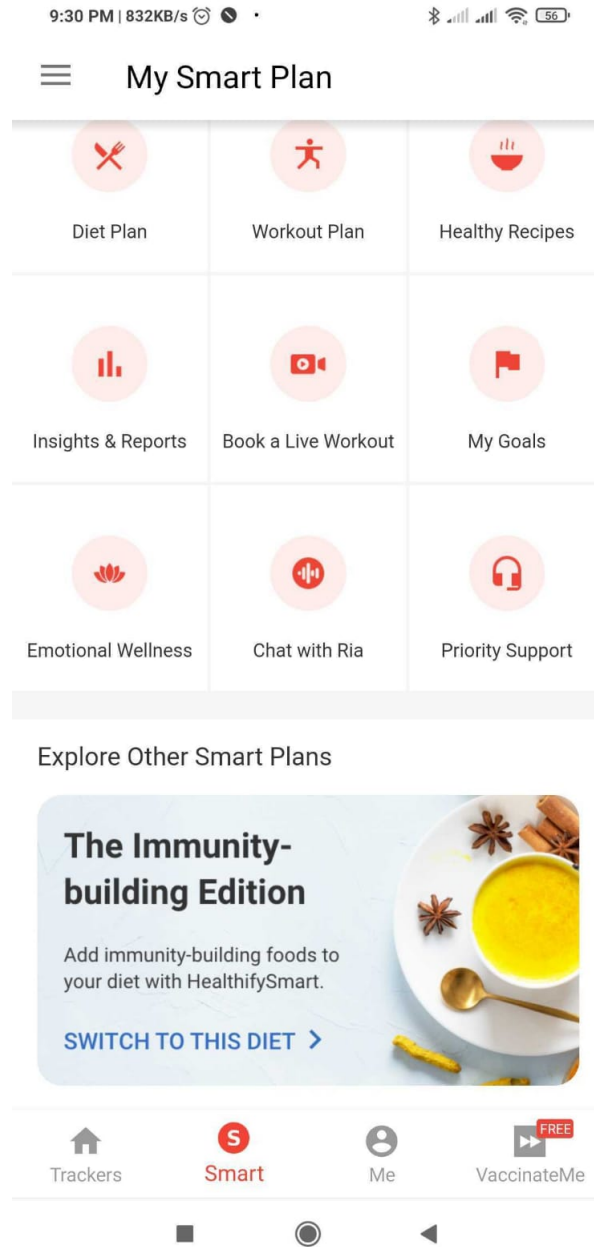 9:30 PM | 832KB/s
56
My Smart Plan
Diet Plan
Workout Plan
Healthy Recipes
Insights & Reports
Book a Live Workout
My Goals
Emotional Wellness
Chat with Ria
Priority Support
Explore Other Smart Plans
The Immunity-
building Edition
Add immunity-building foods to
your diet with HealthifySmart.
SWITCH TO THIS DIET
FREE
S
Trackers
Smart
Me
VaccinateMe